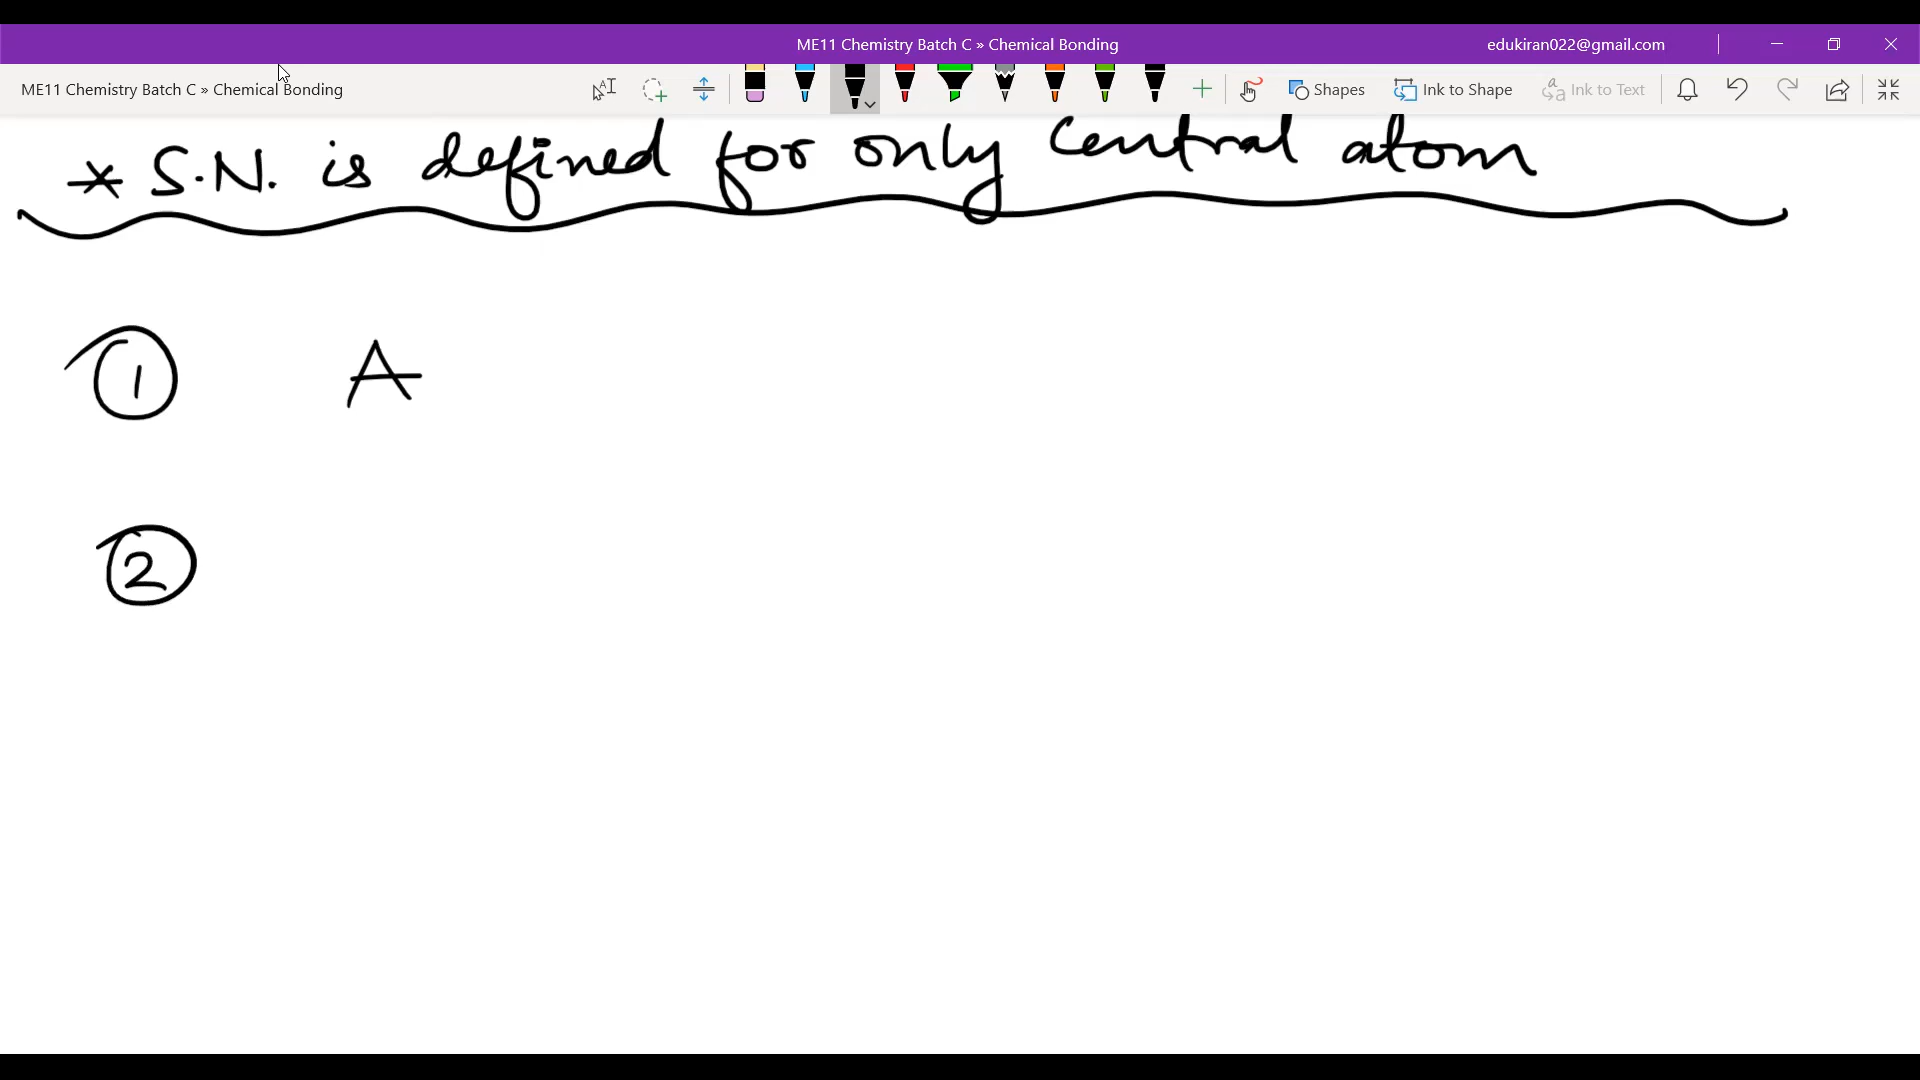 ME11 Chemistry Batch C » Chemical Bonding
edukiran022@gmail.com
ME11 Chemistry Batch C » Chemical Bonding
Shapes
Ink to Shape
Ink to Text
* S.N. is defined for only central atom
① A
②